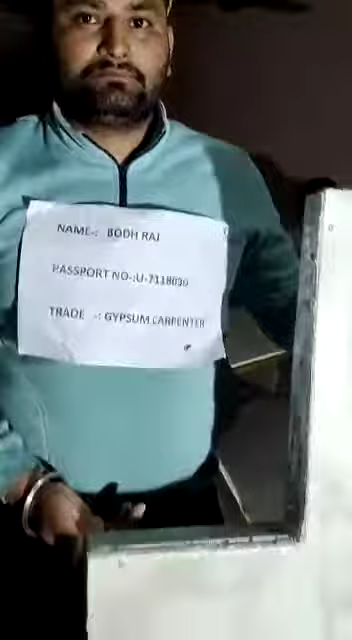 NAME-: BODH RAJ
PASSPORT NO-:U-7118030
TRADE -: GYPSUM CARPENTER